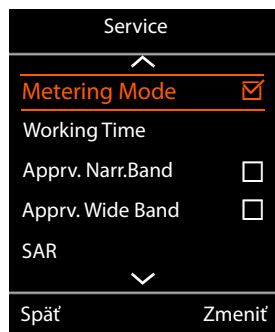 Service
Metering Mode
Working Time
Apprv. Narr.Band
Apprv. Wide Band
SAR
Späť Zmeniť